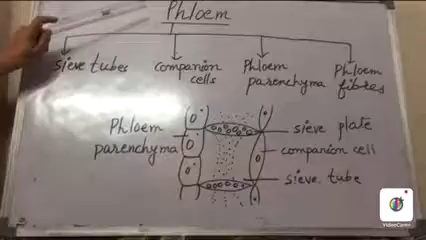 Phloem
sieve tubes
companion
cells
Phloem
parenchyma
Phloem
fibres
Phloem
parenchyma
sieve plate
companion cell
sieve tube
VideoCam+